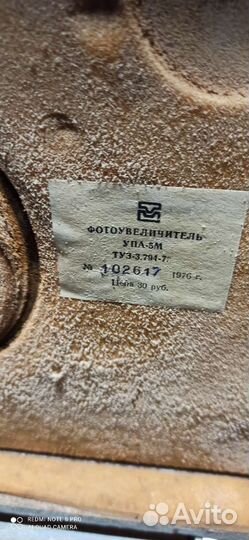 ФОТОУВЕЛИЧИТЕЛЬ
УПА-5М
ТУ3-3.794-7
№ 102617 1976 г.
Цена 30 руб.
REDMI NOTE 8 PRO
AI QUAD CAMERA
Avito